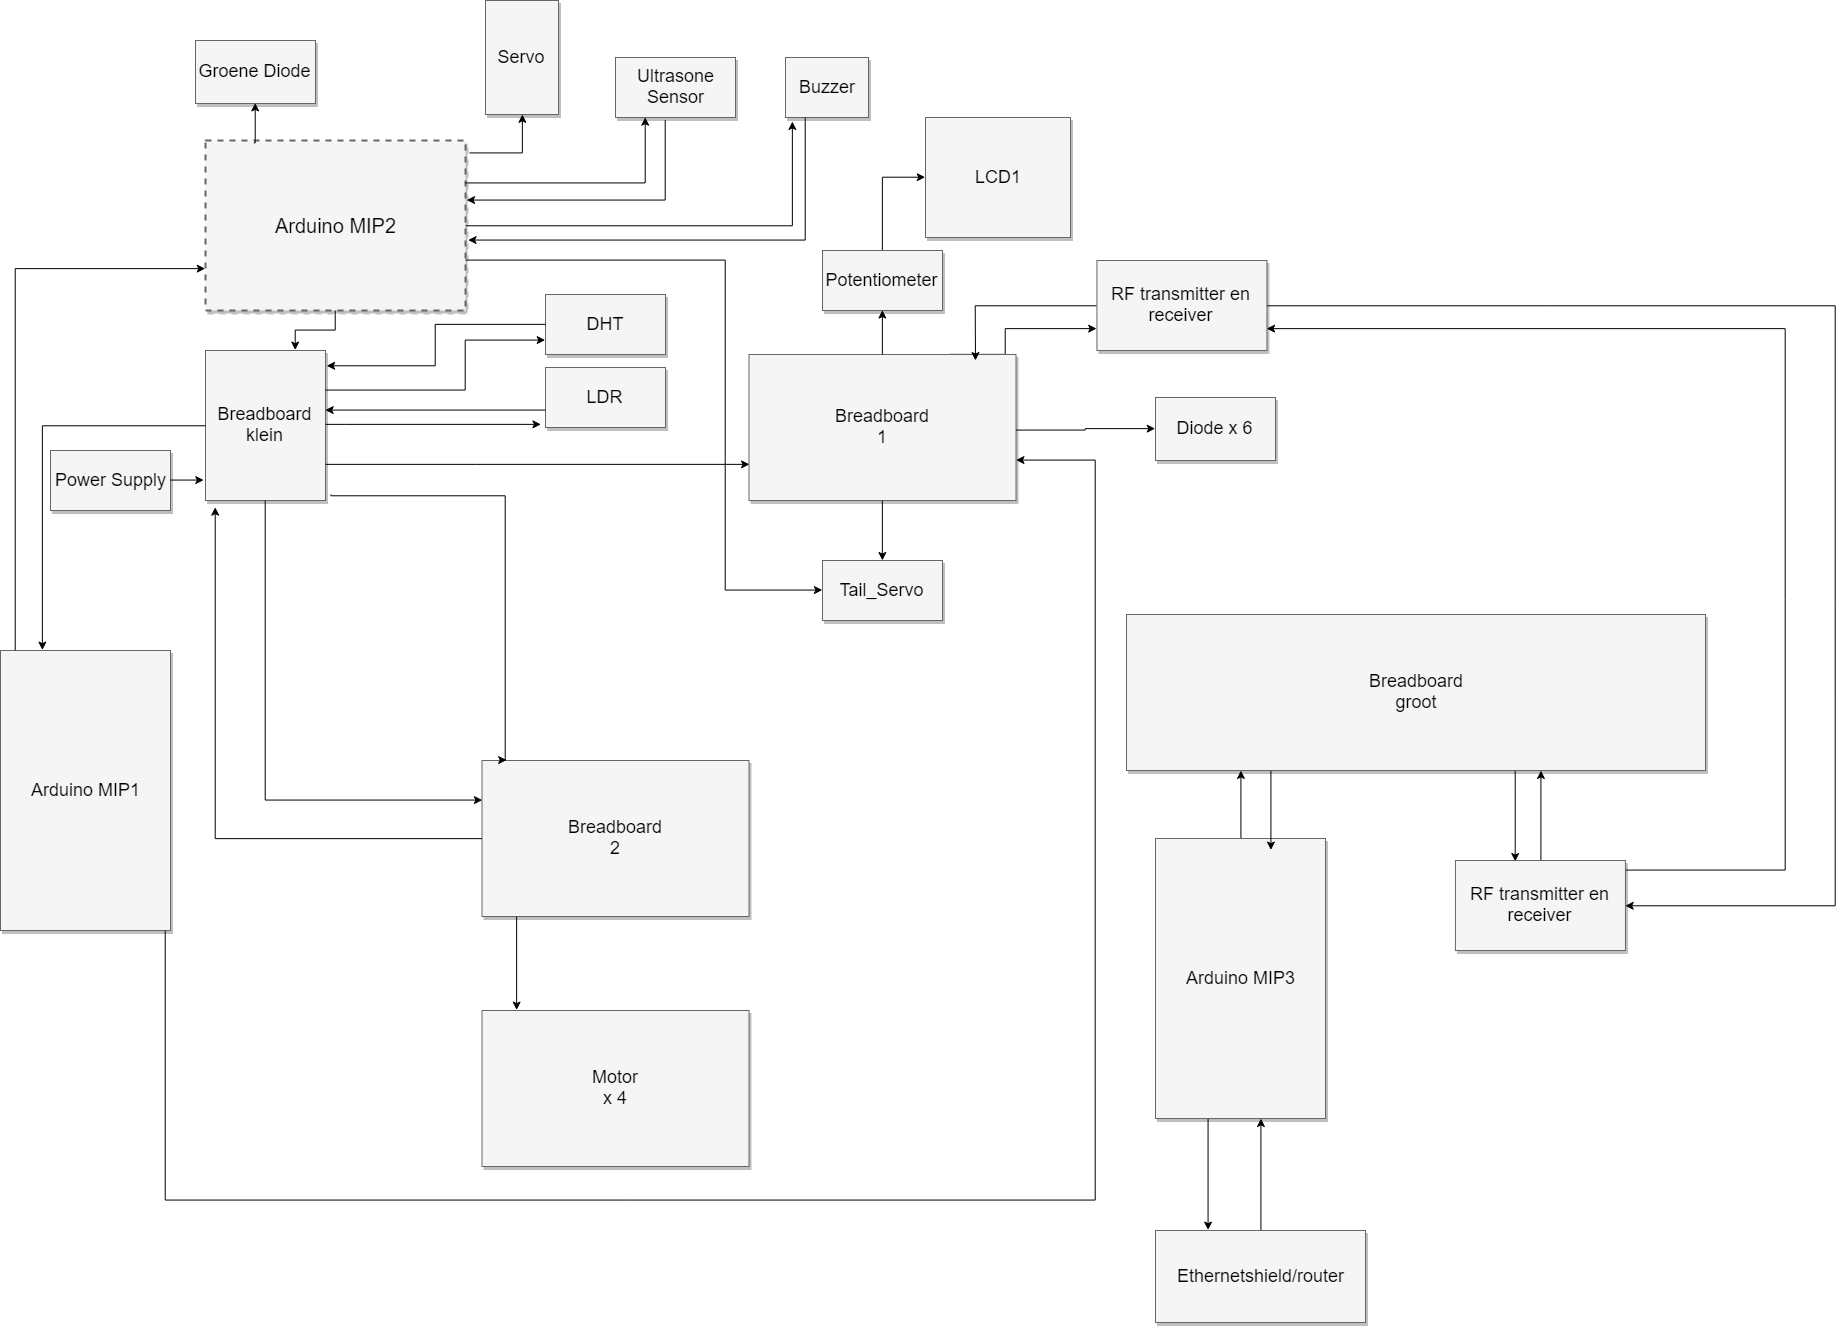 Servo
Groene Diode
Ultrasone
Sensor
Buzzer
LCD1
Arduino MIP2
Potentiometer
RF transmitter en
receiver
DHT
LDR
Breadboard
klein
Breadboard
1
Diode x 6
Power Supply
Tail_Servo
Breadboard
groot
Arduino MIP1
Breadboard
2
RF transmitter en
receiver
Arduino MIP3
Motor
x 4
Ethernetshield/router